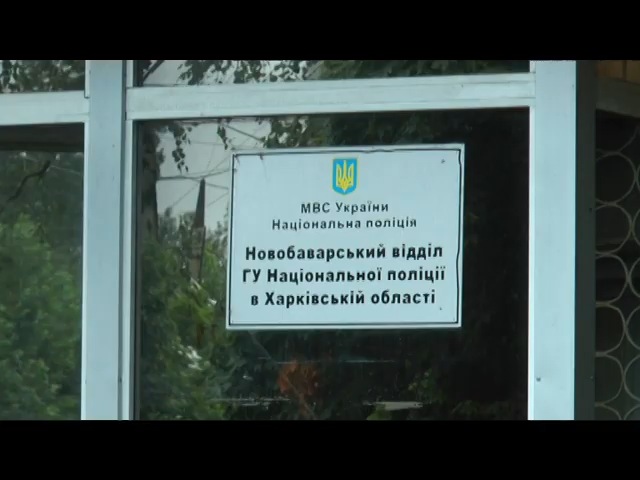 МВС України
Національна поліція
Новобаварський відділ
ГУ Національної поліції
в Харківській області